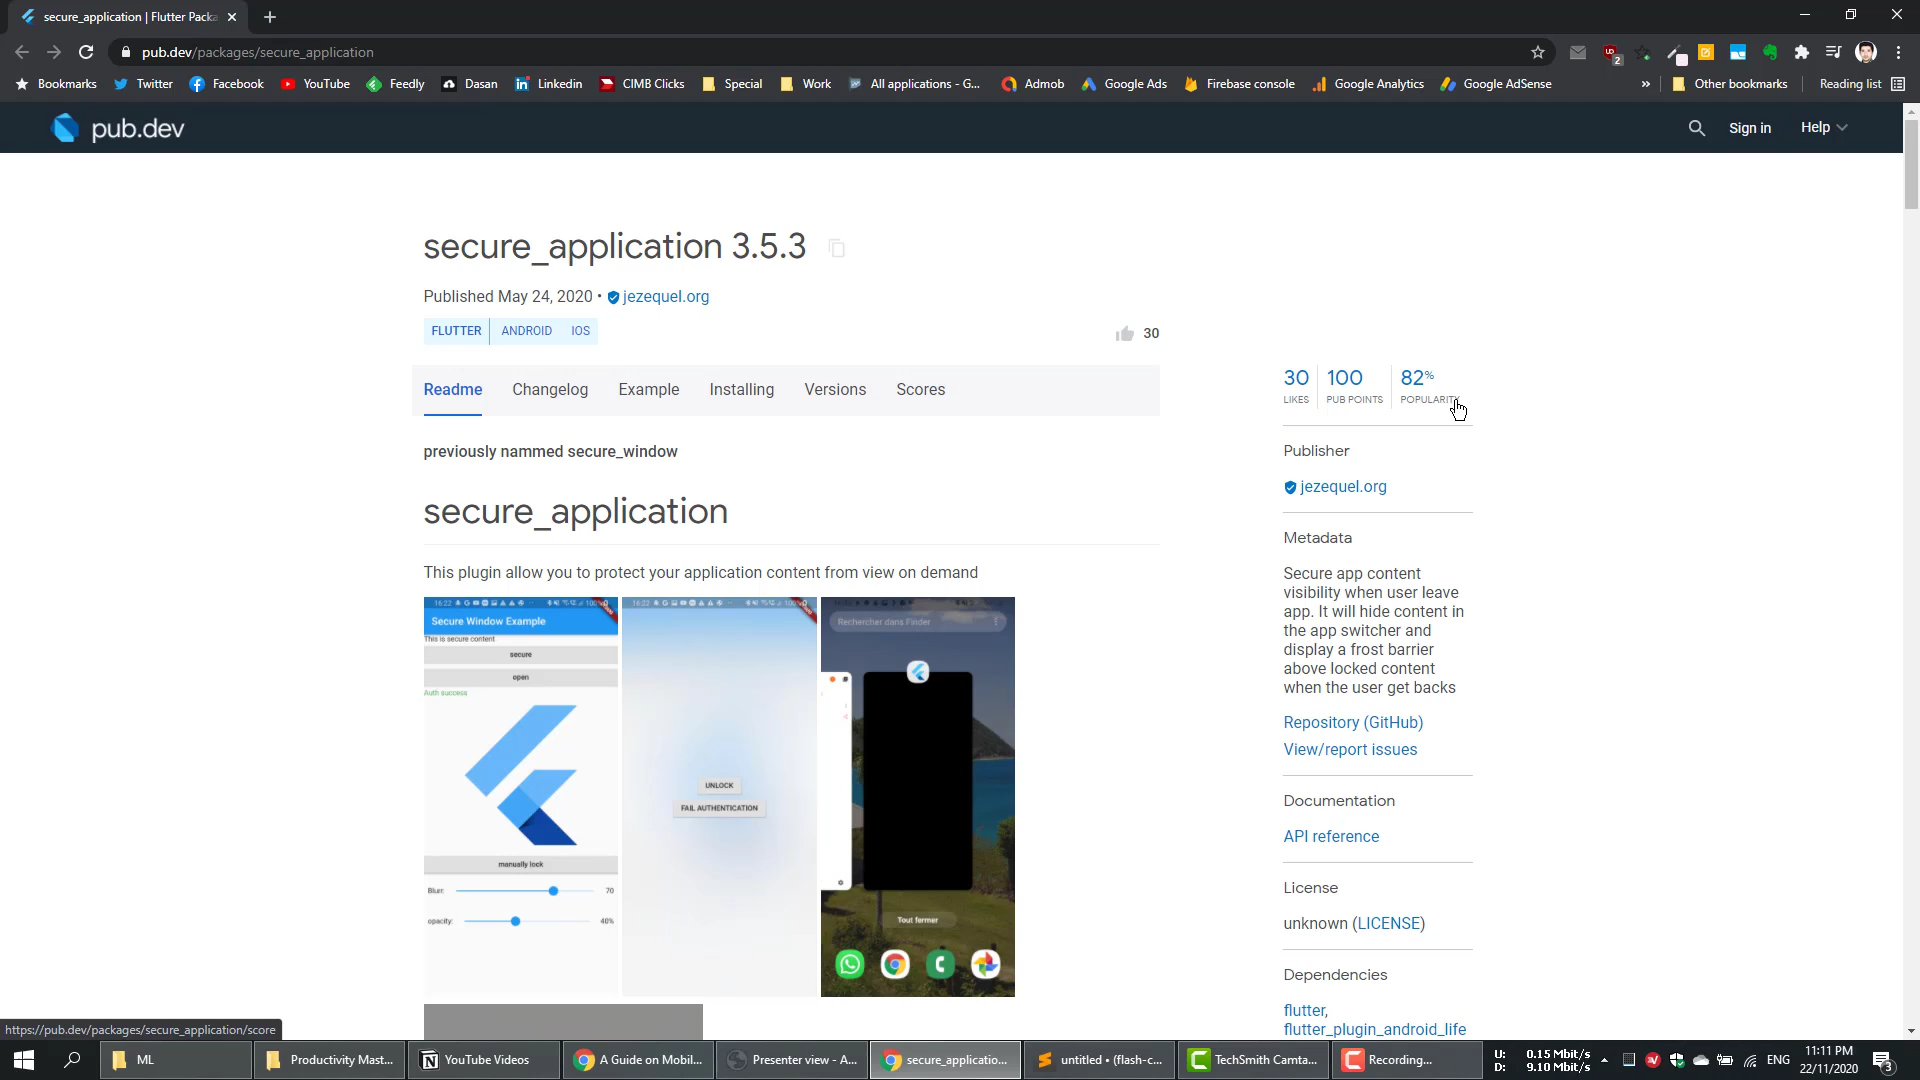 secure_application | Flutter Packa
pub.dev/packages/secure_application
2
Bookmarks Twitter Facebook YouTube Feedly Dasan Linkedin CIMB Clicks Special Work All applications - G... Admob Google Ads Firebase console Google Analytics Google AdSense » Other bookmarks Reading list
pub.dev
Sign in Help
secure_application 3.5.3
Published May 24, 2020 • jezequel.org
FLUTTER ANDROID IOS
30
Readme Changelog Example Installing Versions Scores
30 100 82%
LIKES PUB POINTS POPULARITY
previously nammed secure_window
secure_application
This plugin allow you to protect your application content from view on demand
16:22
Secure Window Example
This is secure content
secure
open
Auth success
manually lock
Blurr: 70
opacity: 40%
16:22
UNLOCK
FAIL AUTHENTICATION
Rechercher dans Finder
Tout fermer
Publisher
jezequel.org
Metadata
Secure app content
visibility when user leave
app. It will hide content in
the app switcher and
display a frost barrier
above locked content
when the user get backs
Repository (GitHub)
View/report issues
Documentation
API reference
License
unknown (LICENSE)
Dependencies
flutter,
flutter_plugin_android_life
https://pub.dev/packages/secure_application/score
ML Productivity Mast... YouTube Videos A Guide on Mobil... Presenter view - A... secure_applicatio... untitled • (flash-c... TechSmith Camta... Recording...
U: 0.15 Mbit/s
D: 9.10 Mbit/s
ENG
11:11 PM
22/11/2020
3